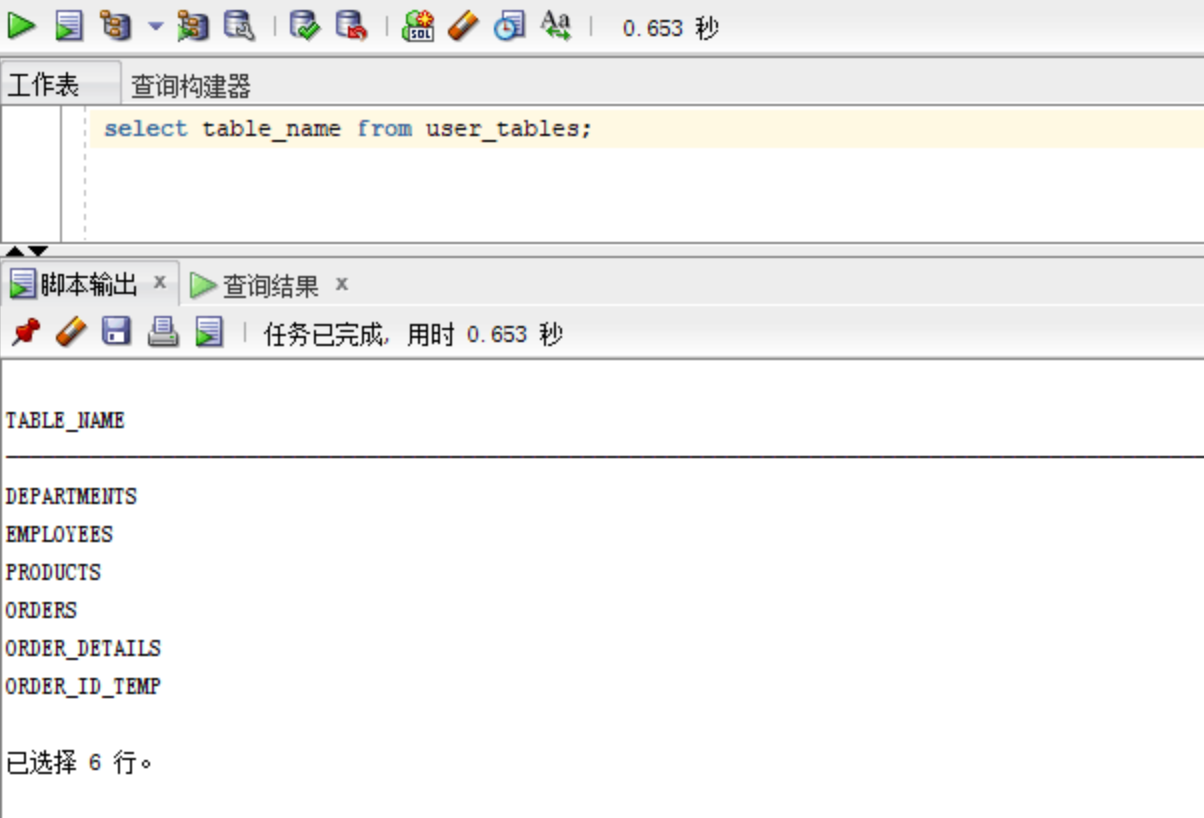 0.653 秒
工作表 查询构建器
select table_name from user_tables;
脚本输出 x 查询结果 x
任务已完成, 用时 0.653 秒
TABLE_NAME
DEPARTMENTS
EMPLOYEES
PRODUCTS
ORDERS
ORDER_DETAILS
ORDER_ID_TEMP
已选择 6 行。